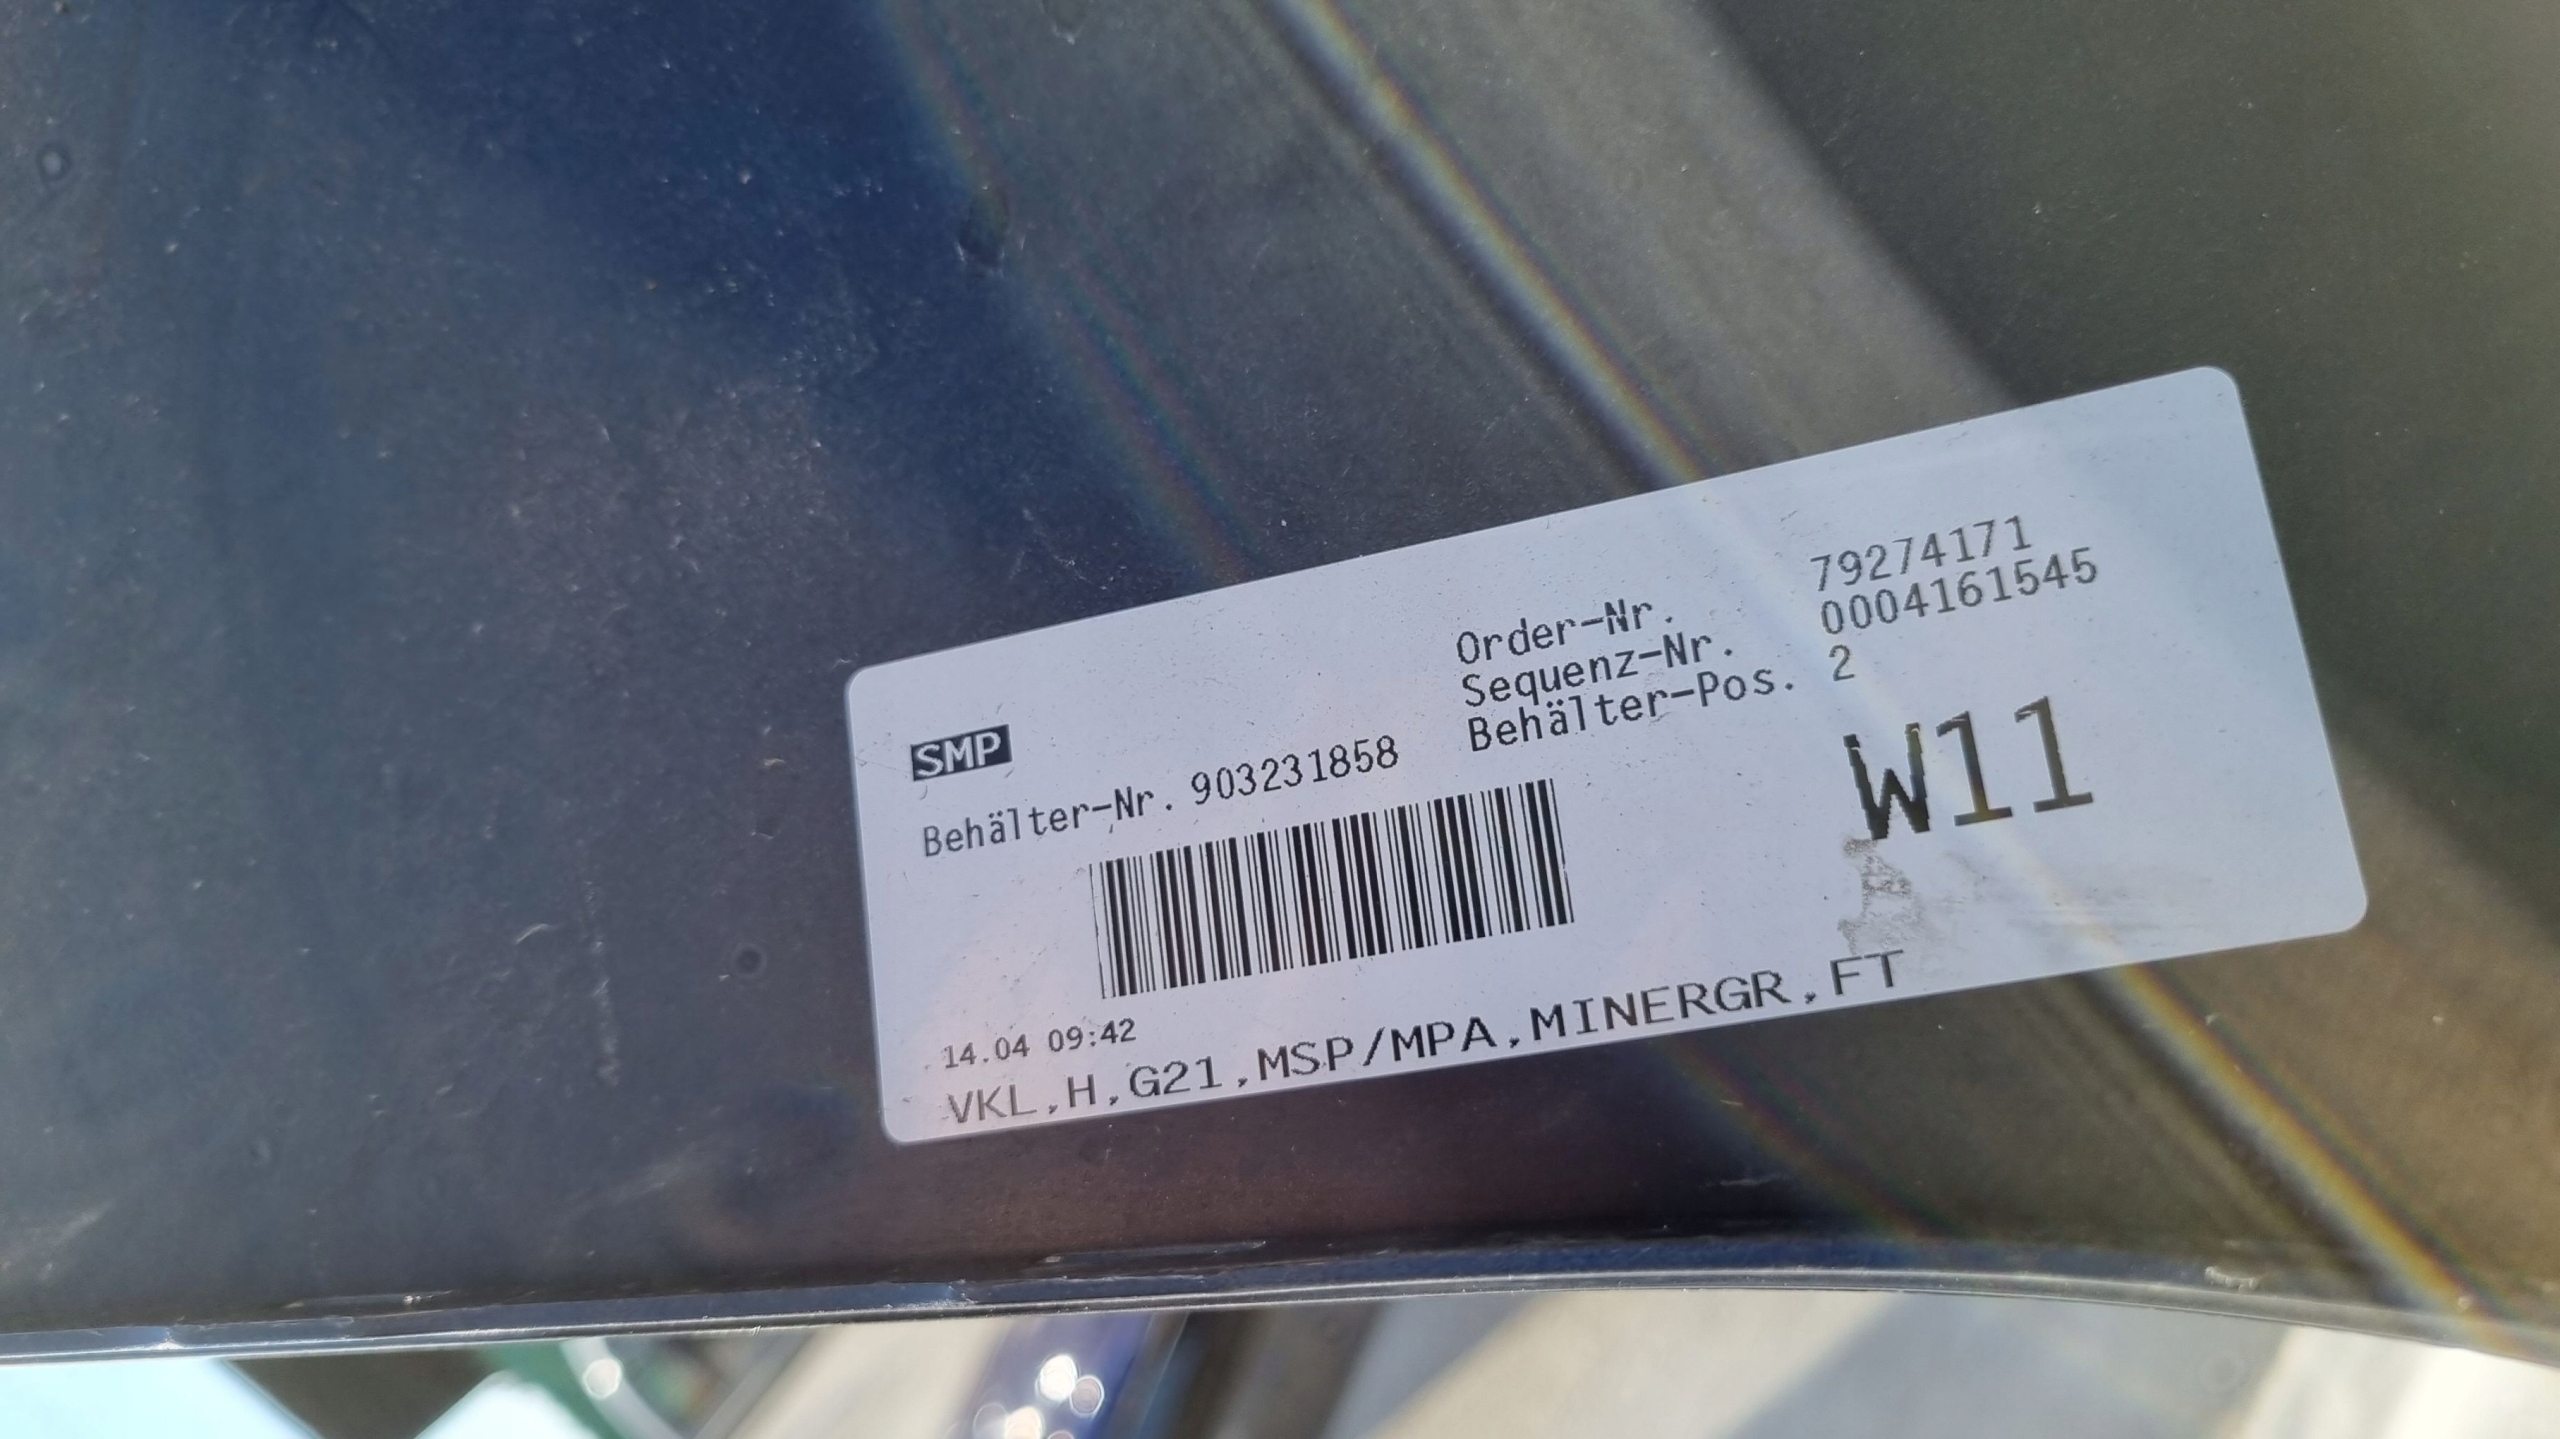 SMP
Behälter-Nr. 903231858
Order-Nr. 79274171
Sequenz-Nr. 0004161545
Behälter-Pos. 2
W11
14.04 09:42
VKL,H,G21,MSP/MPA,MINERGR,FT